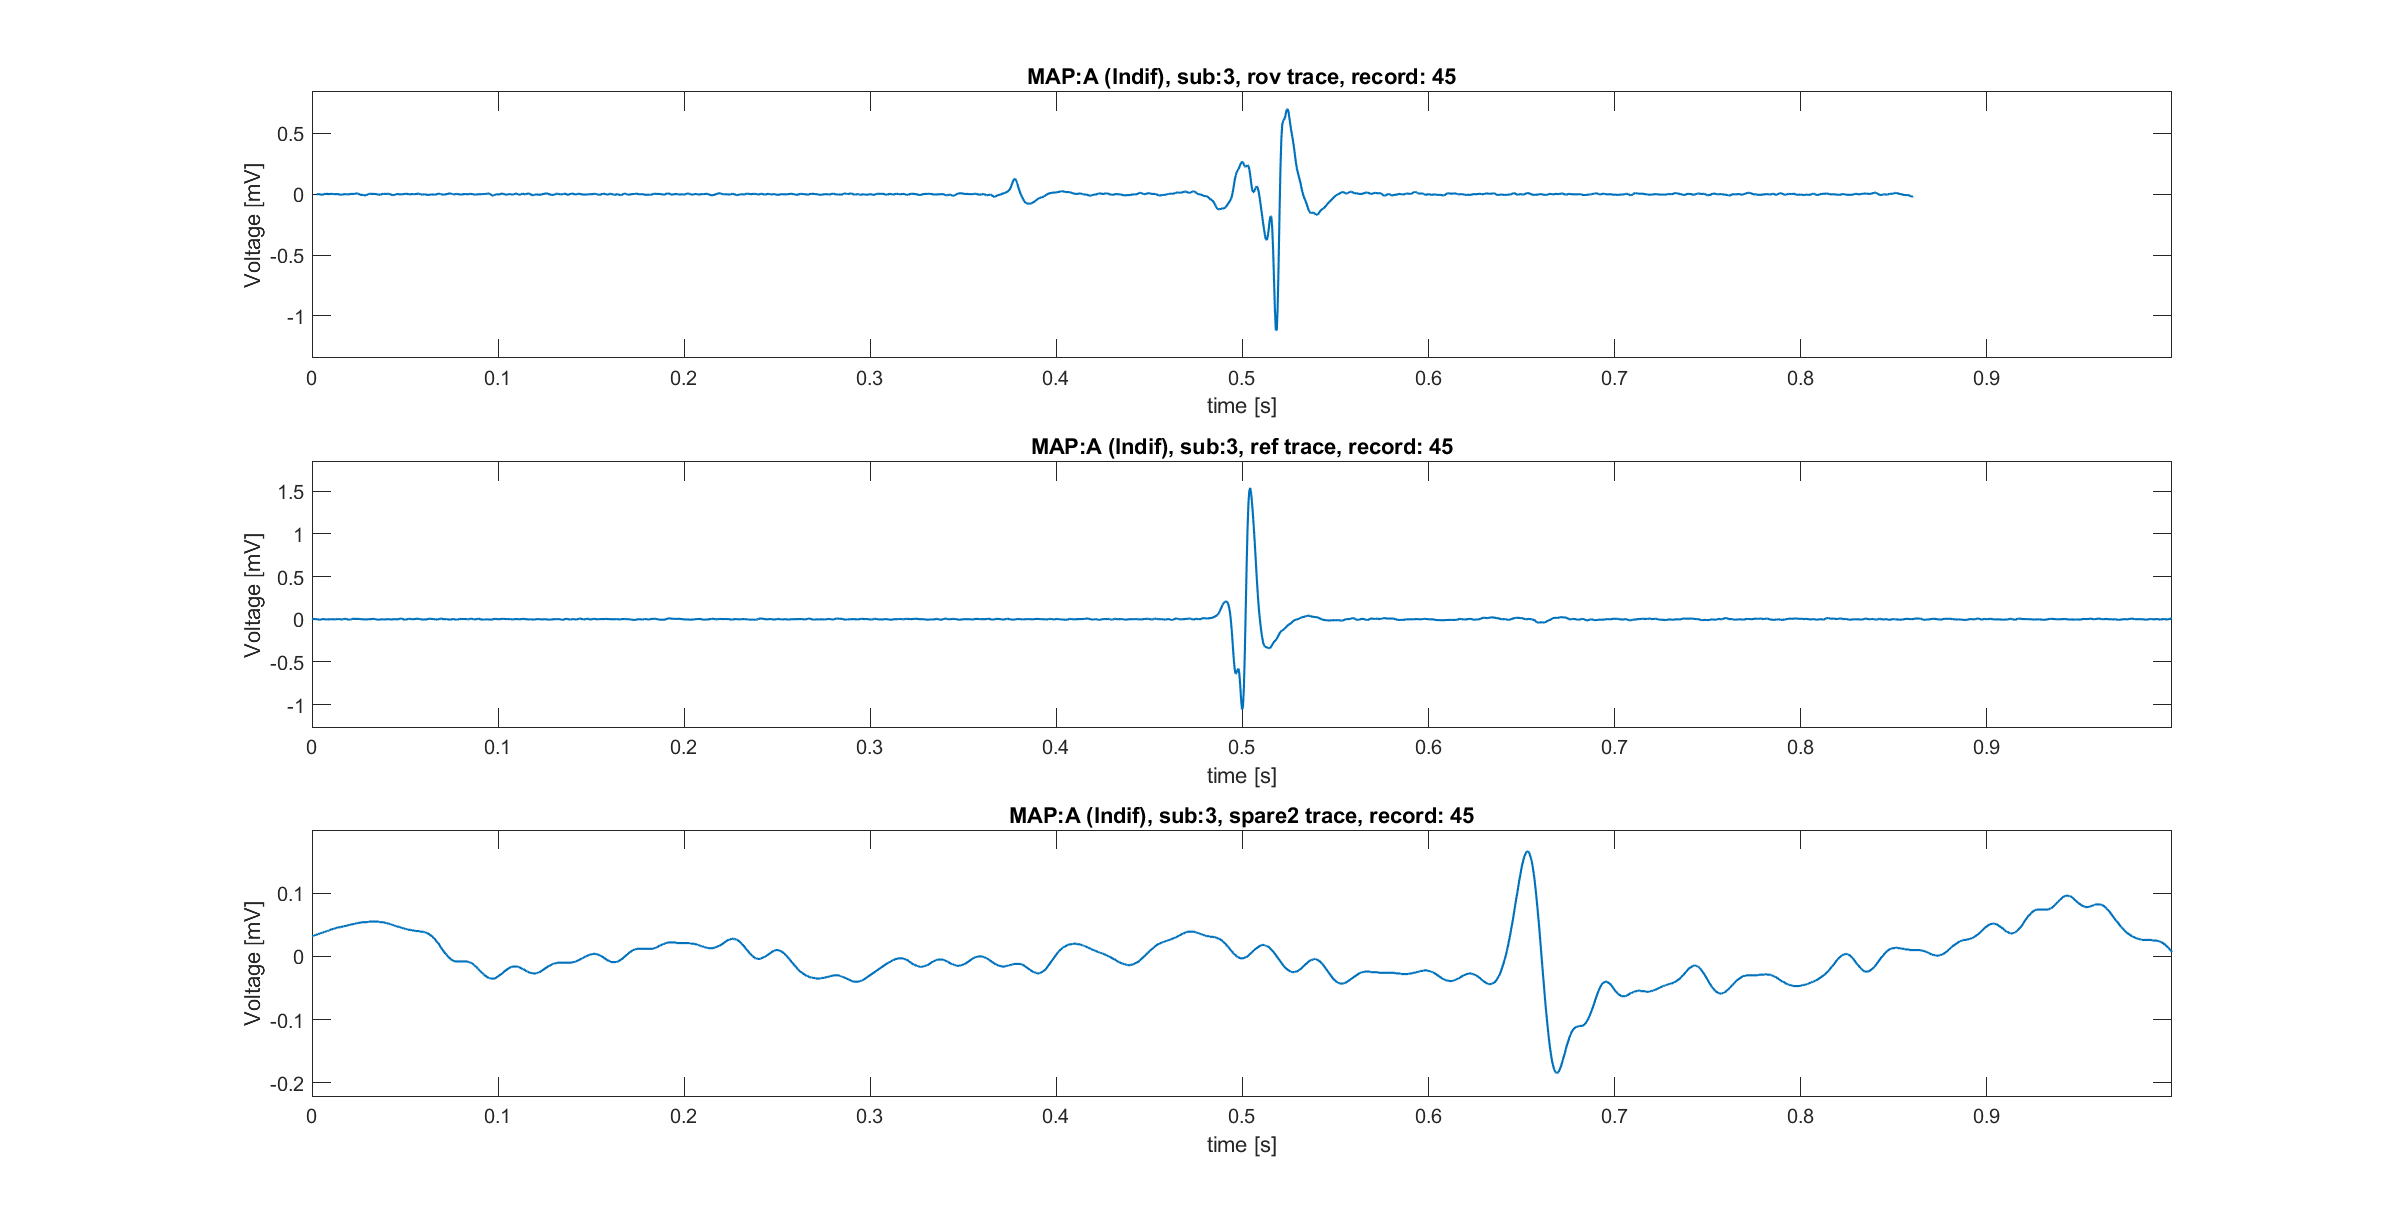 MAP:A (Indif), sub:3, rov trace, record: 45
Voltage [mV]
0.5
0
-0.5
-1
0 0.1 0.2 0.3 0.4 0.5 0.6 0.7 0.8 0.9
time [s]
MAP:A (Indif), sub:3, ref trace, record: 45
Voltage [mV]
1.5
1
0.5
0
-0.5
-1
0 0.1 0.2 0.3 0.4 0.5 0.6 0.7 0.8 0.9
time [s]
MAP:A (Indif), sub:3, spare2 trace, record: 45
Voltage [mV]
0.1
0
-0.1
-0.2
0 0.1 0.2 0.3 0.4 0.5 0.6 0.7 0.8 0.9
time [s]